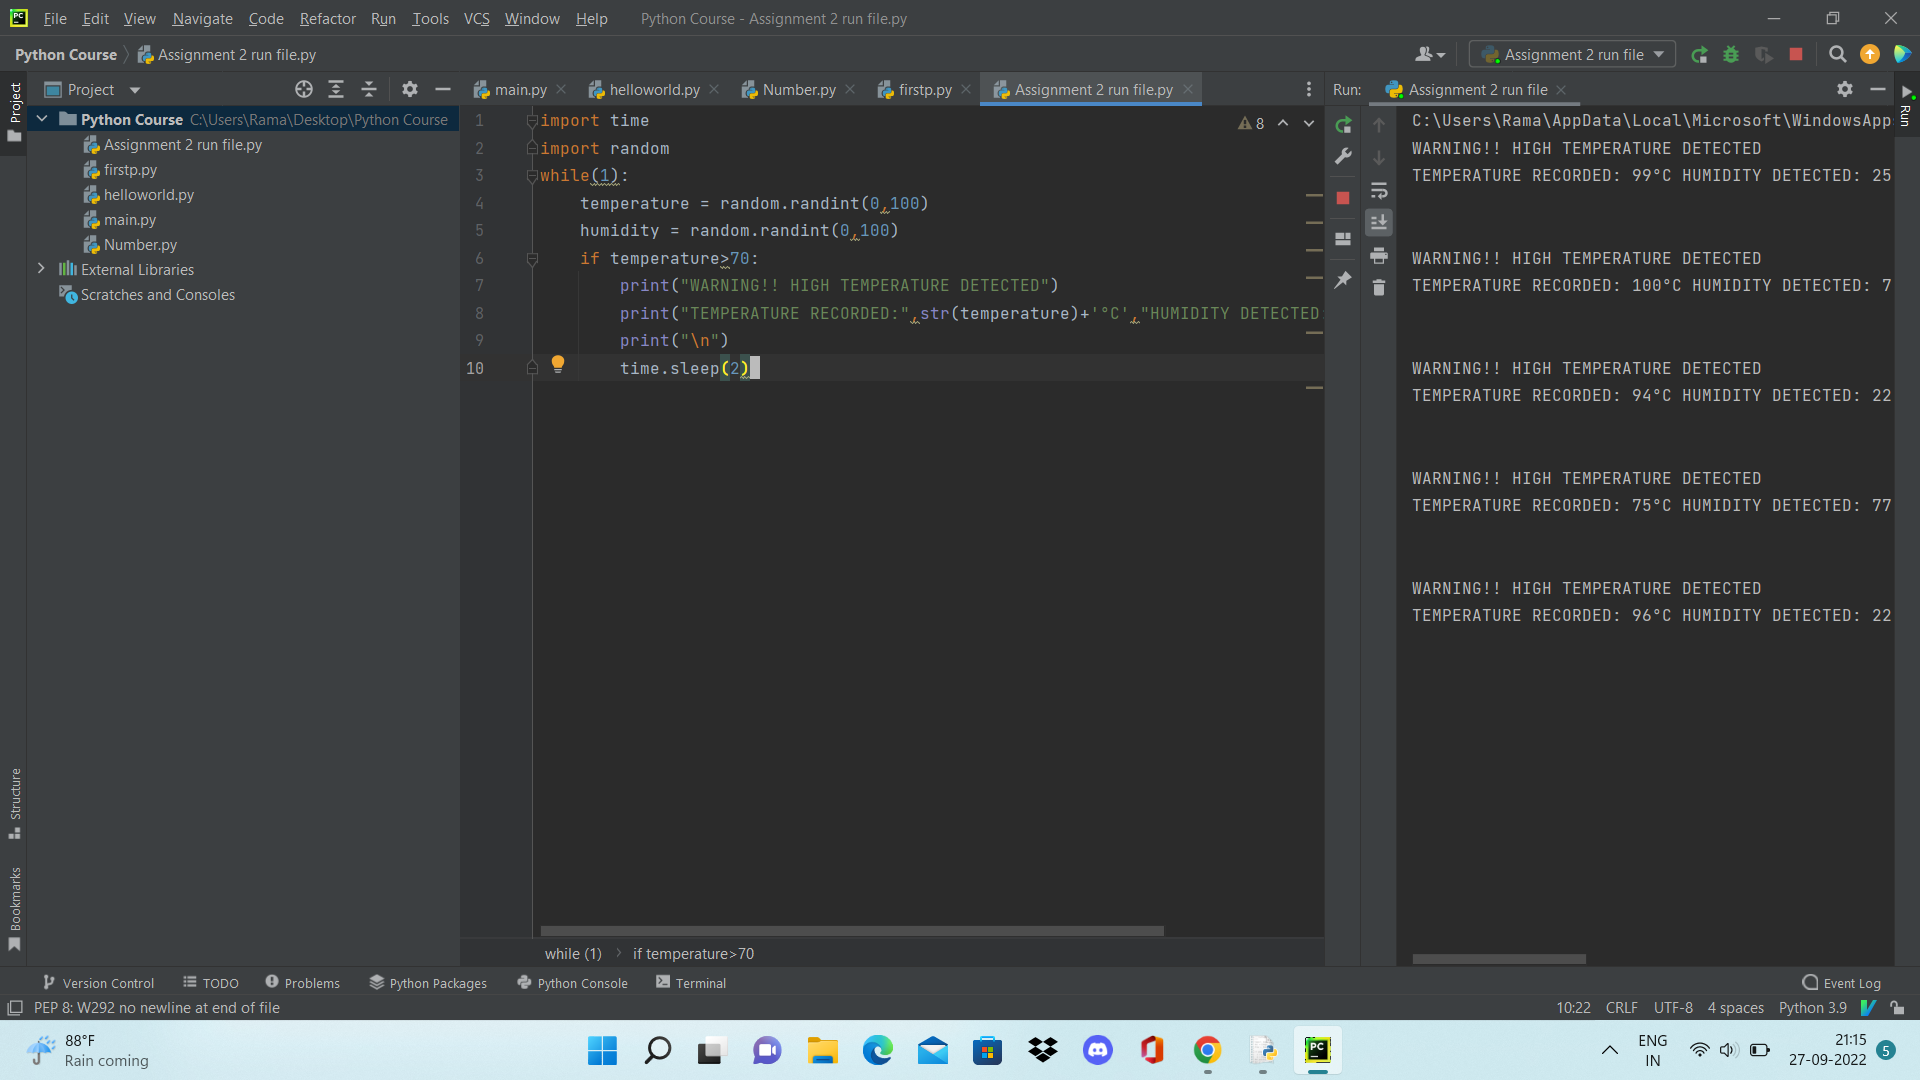 File Edit View Navigate Code Refactor Run Tools VCS Window Help Python Course - Assignment 2 run file.py
Python Course Assignment 2 run file.py Assignment 2 run file
Project
Project
Python Course C:\Users\Rama\Desktop\Python Course
Assignment 2 run file.py
firstp.py
helloworld.py
main.py
Number.py
External Libraries
Scratches and Consoles
Structure
Bookmarks
main.py helloworld.py Number.py firstp.py Assignment 2 run file.py
8
1 import time
2 import random
3 while(1):
4 temperature = random.randint(0,100)
5 humidity = random.randint(0,100)
6 if temperature>70:
7 print("WARNING!! HIGH TEMPERATURE DETECTED")
8 print("TEMPERATURE RECORDED:",str(temperature)+'°C',"HUMIDITY DETECTED:
9 print("\n")
10 time.sleep(2)
while (1) if temperature>70
Run: Assignment 2 run file
Run
C:\Users\Rama\AppData\Local\Microsoft\WindowsApp
WARNING!! HIGH TEMPERATURE DETECTED
TEMPERATURE RECORDED: 99°C HUMIDITY DETECTED: 25
WARNING!! HIGH TEMPERATURE DETECTED
TEMPERATURE RECORDED: 100°C HUMIDITY DETECTED: 7
WARNING!! HIGH TEMPERATURE DETECTED
TEMPERATURE RECORDED: 94°C HUMIDITY DETECTED: 22
WARNING!! HIGH TEMPERATURE DETECTED
TEMPERATURE RECORDED: 75°C HUMIDITY DETECTED: 77
WARNING!! HIGH TEMPERATURE DETECTED
TEMPERATURE RECORDED: 96°C HUMIDITY DETECTED: 22
Version Control TODO Problems Python Packages Python Console Terminal Event Log
PEP 8: W292 no newline at end of file 10:22 CRLF UTF-8 4 spaces Python 3.9
88°F
Rain coming
PC
ENG
IN
21:15
27-09-2022
5